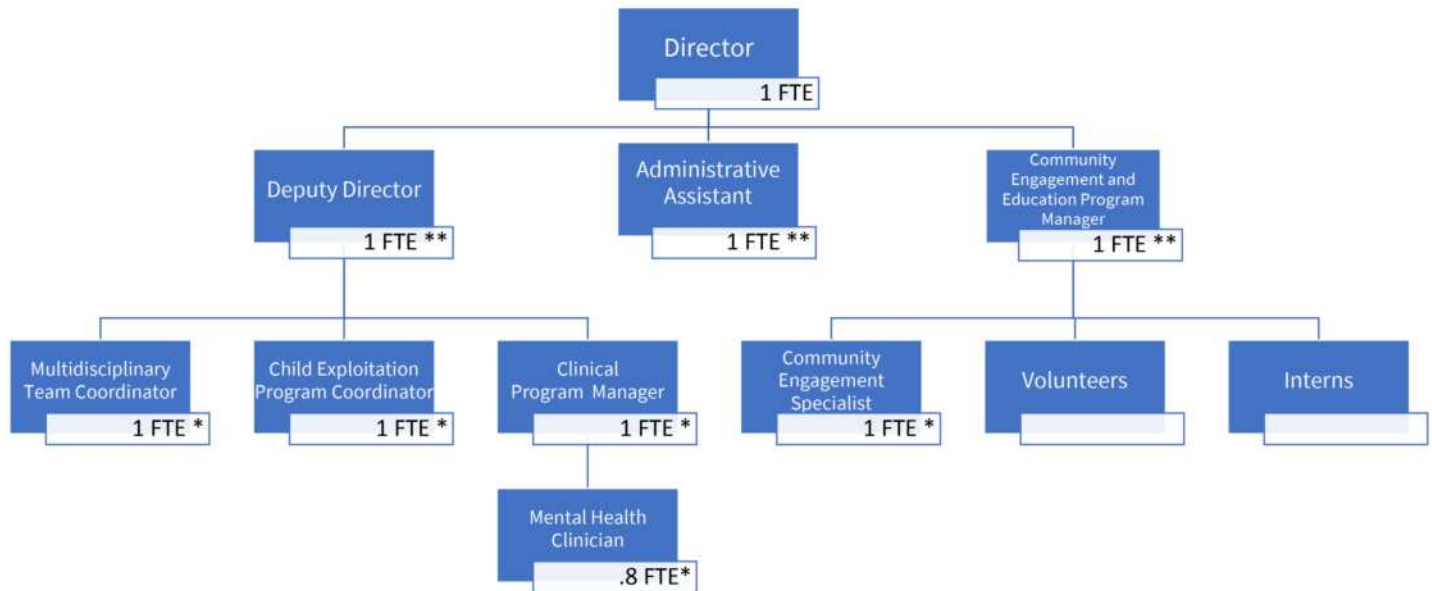 Director
1 FTE
Deputy Director
1 FTE **
Administrative
Assistant
1 FTE **
Community
Engagement and
Education Program
Manager
1 FTE **
Multidisciplinary
Team Coordinator
1 FTE *
Child Exploitation
Program Coordinator
1 FTE *
Clinical
Program Manager
1 FTE *
Community
Engagement
Specialist
1 FTE *
Volunteers
Interns
Mental Health
Clinician
.8 FTE*